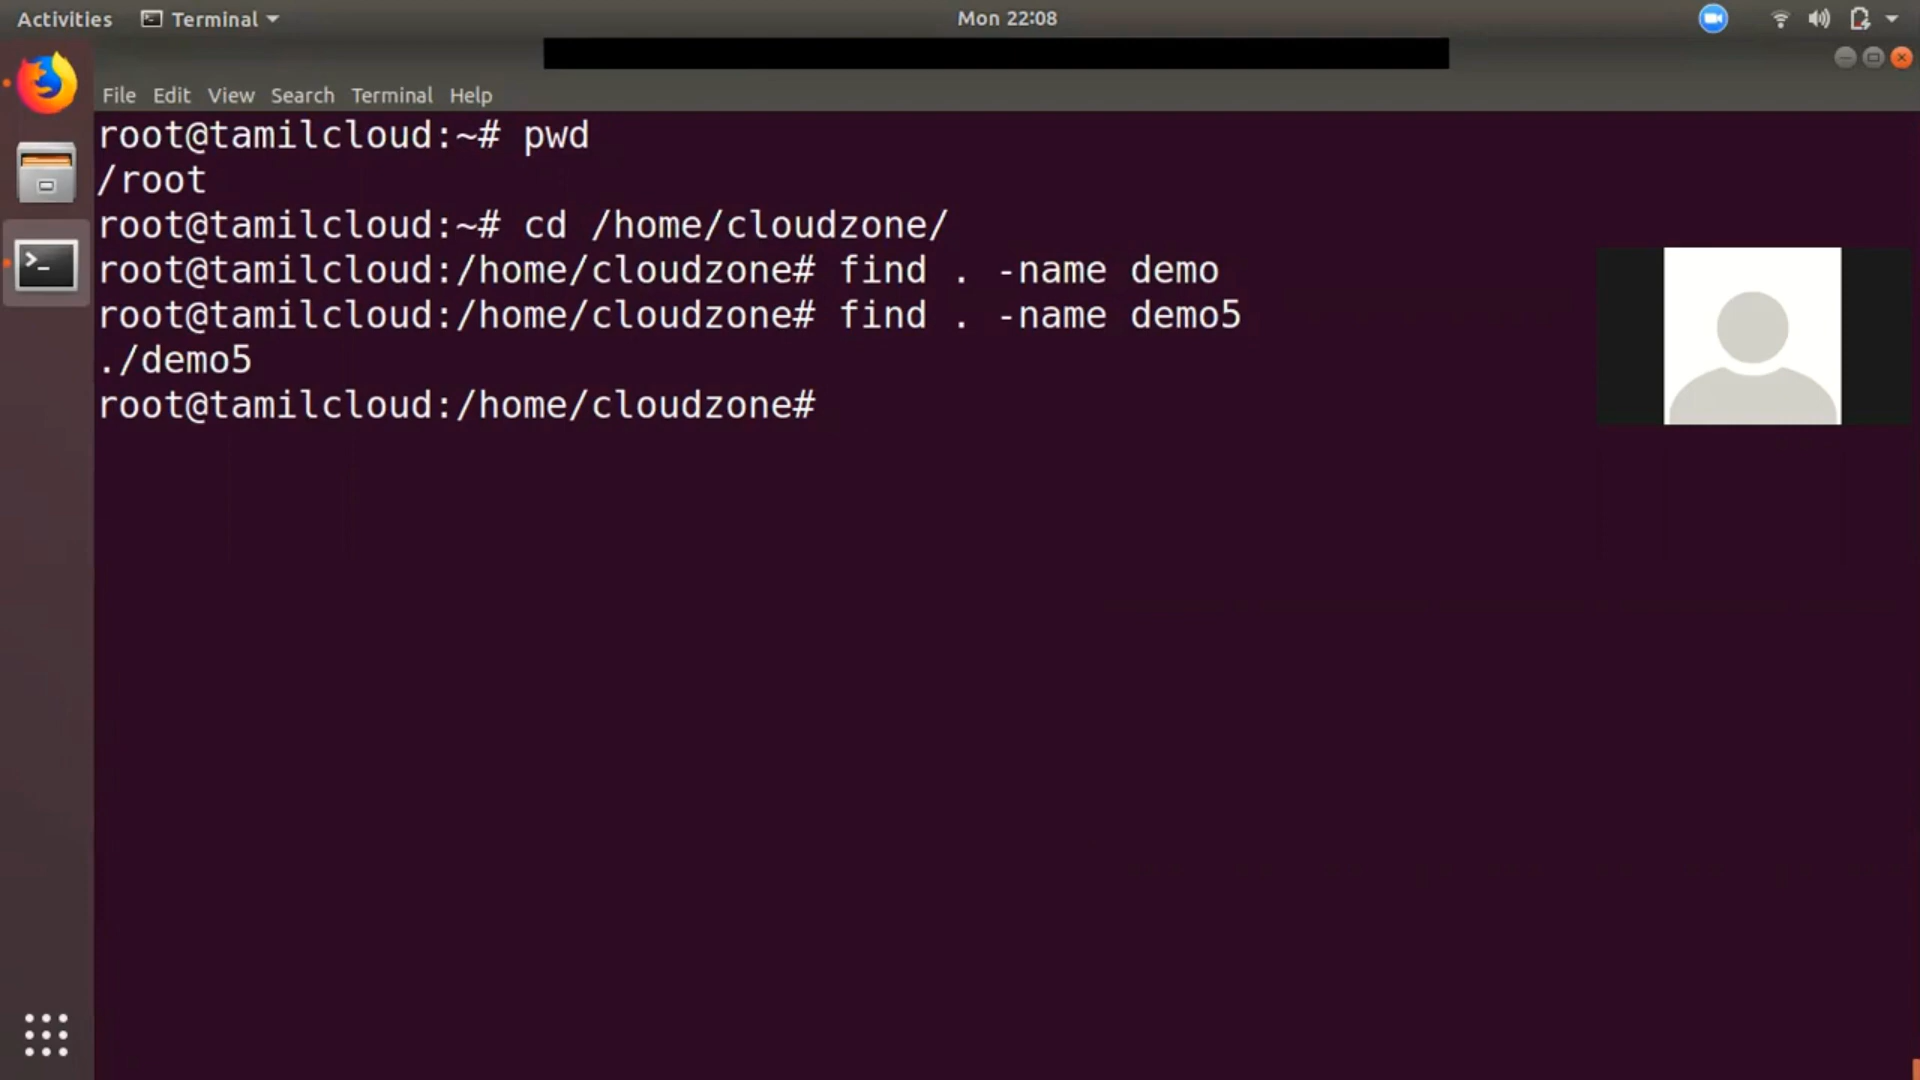 Activities Terminal Mon 22:08
File Edit View Search Terminal Help
root@tamilcloud:~# pwd
/root
root@tamilcloud:~# cd /home/cloudzone/
root@tamilcloud:/home/cloudzone# find . -name demo
root@tamilcloud:/home/cloudzone# find . -name demo5
./demo5
root@tamilcloud:/home/cloudzone#